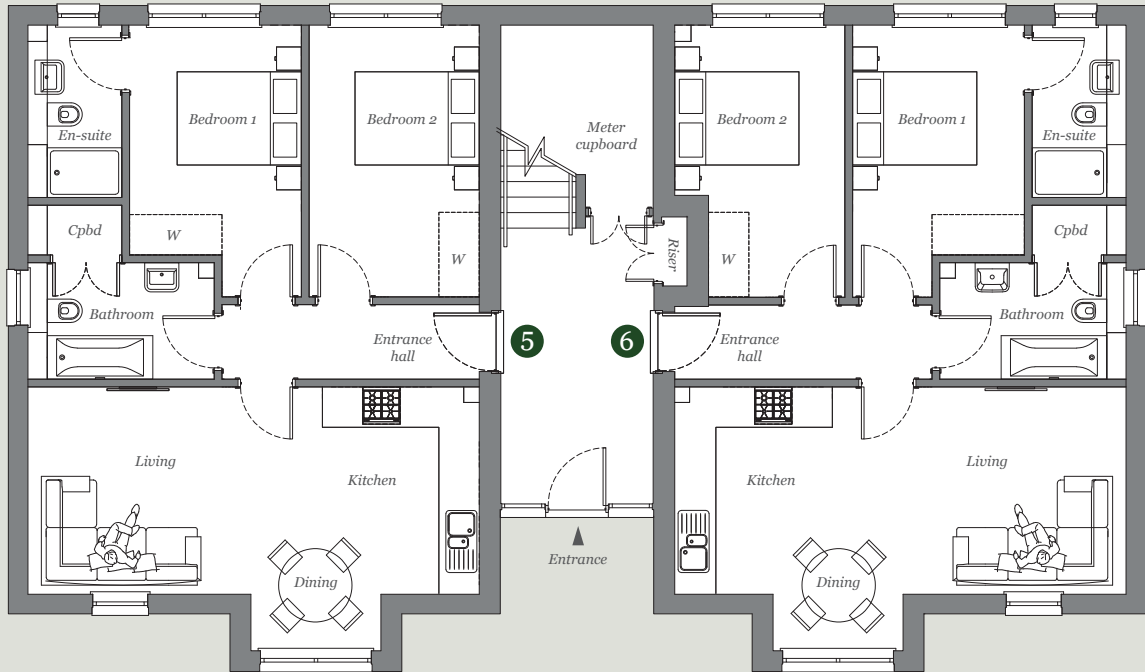 Bedroom 1
Bedroom 2
Meter
cupboard
Bedroom 2
Bedroom 1
En-suite
En-suite
Cpbd
W
W
Riser
W
Cpbd
Bathroom
Entrance
hall
5
6
Entrance
hall
Bathroom
Living
Kitchen
Kitchen
Living
Entrance
Dining
Dining